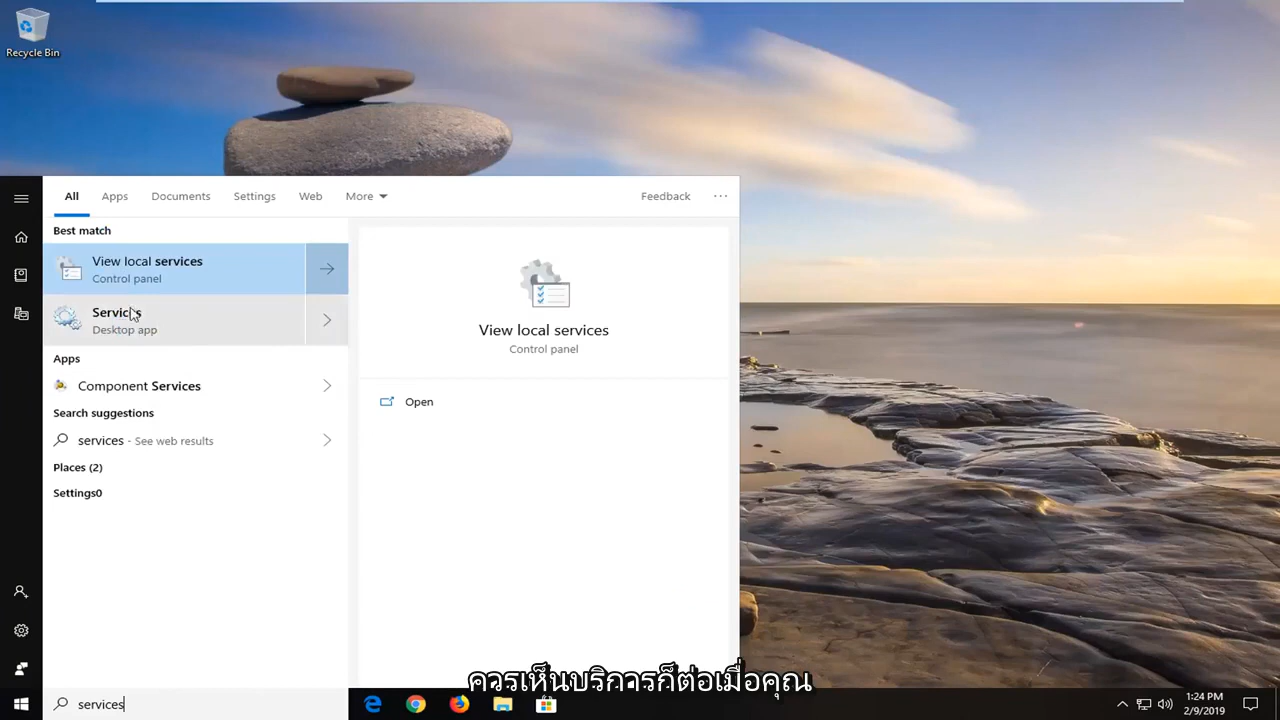 Recycle Bin
All Apps Documents Settings Web More Feedback ...
Best match
View local services
Control panel
Services
Desktop app
Apps
Component Services
Search suggestions
services - See web results
Places (2)
Settings0
View local services
Control panel
Open
ควรเห็นบริการก็ต่อเมื่อคุณ
services
1:24 PM
2/9/2019